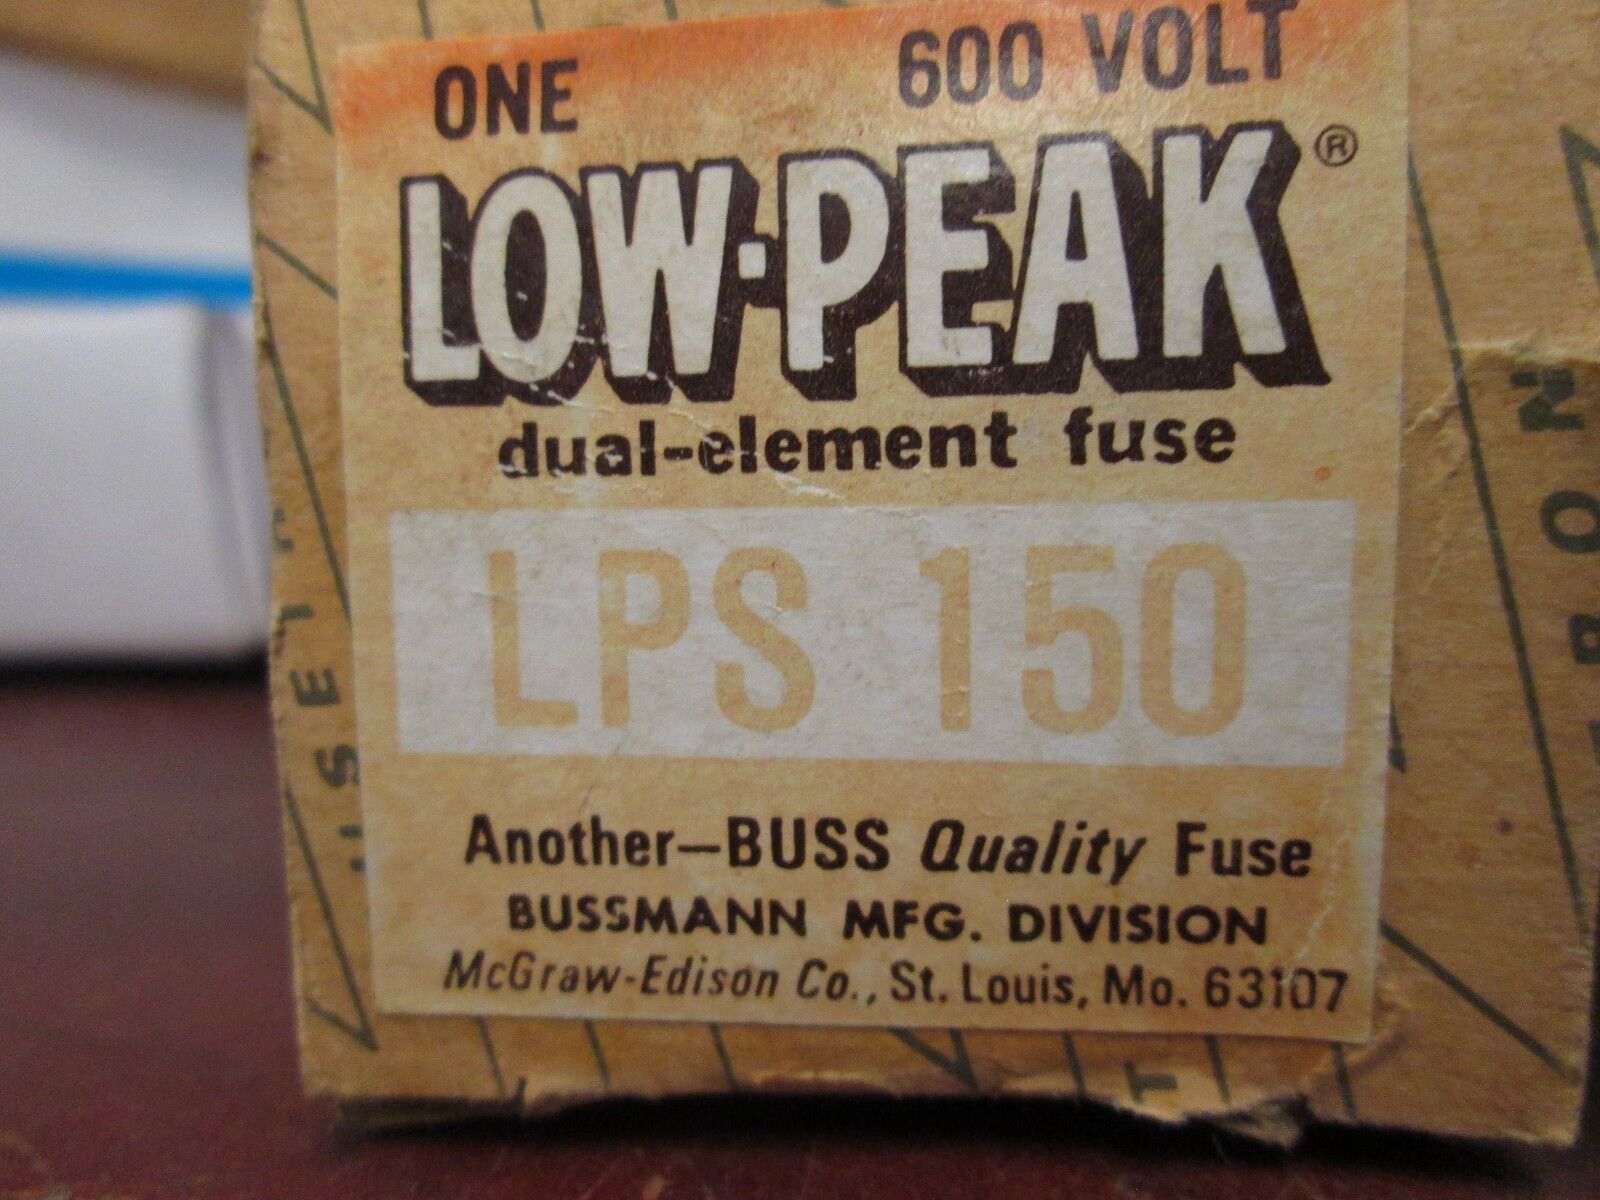 ONE 600 VOLT
LOW-PEAK®
dual-element fuse
LPS 150
Another—BUSS Quality Fuse
BUSSMANN MFG. DIVISION
McGraw-Edison Co., St. Louis, Mo. 63107